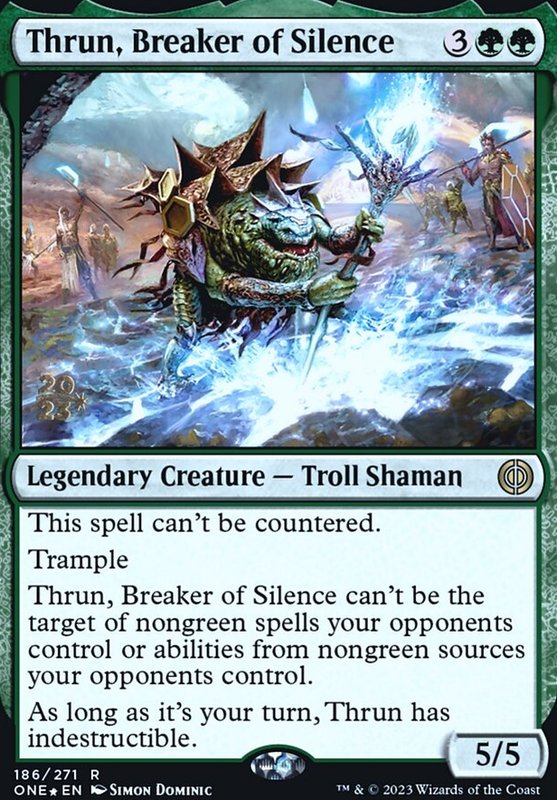 Thrun, Breaker of Silence 3
20
23★
Legendary Creature — Troll Shaman
This spell can't be countered.
Trample
Thrun, Breaker of Silence can't be the
target of nongreen spells your opponents
control or abilities from nongreen sources
your opponents control.
As long as it's your turn, Thrun has
indestructible.
5/5
186/271 R
ONE★EN Simon Dominic
™ & © 2023 Wizards of the Coast